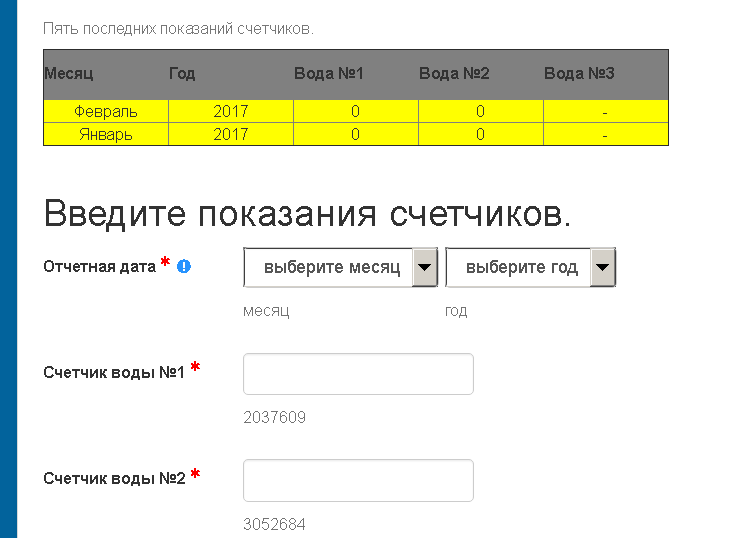 Пять последних показаний счетчиков.
Месяц Год Вода №1 Вода №2 Вода №3
Февраль 2017 0 0 -
Январь 2017 0 0 -
Введите показания счетчиков.
Отчетная дата * выберите месяц выберите год
месяц год
Счетчик воды №1 *
2037609
Счетчик воды №2 *
3052684